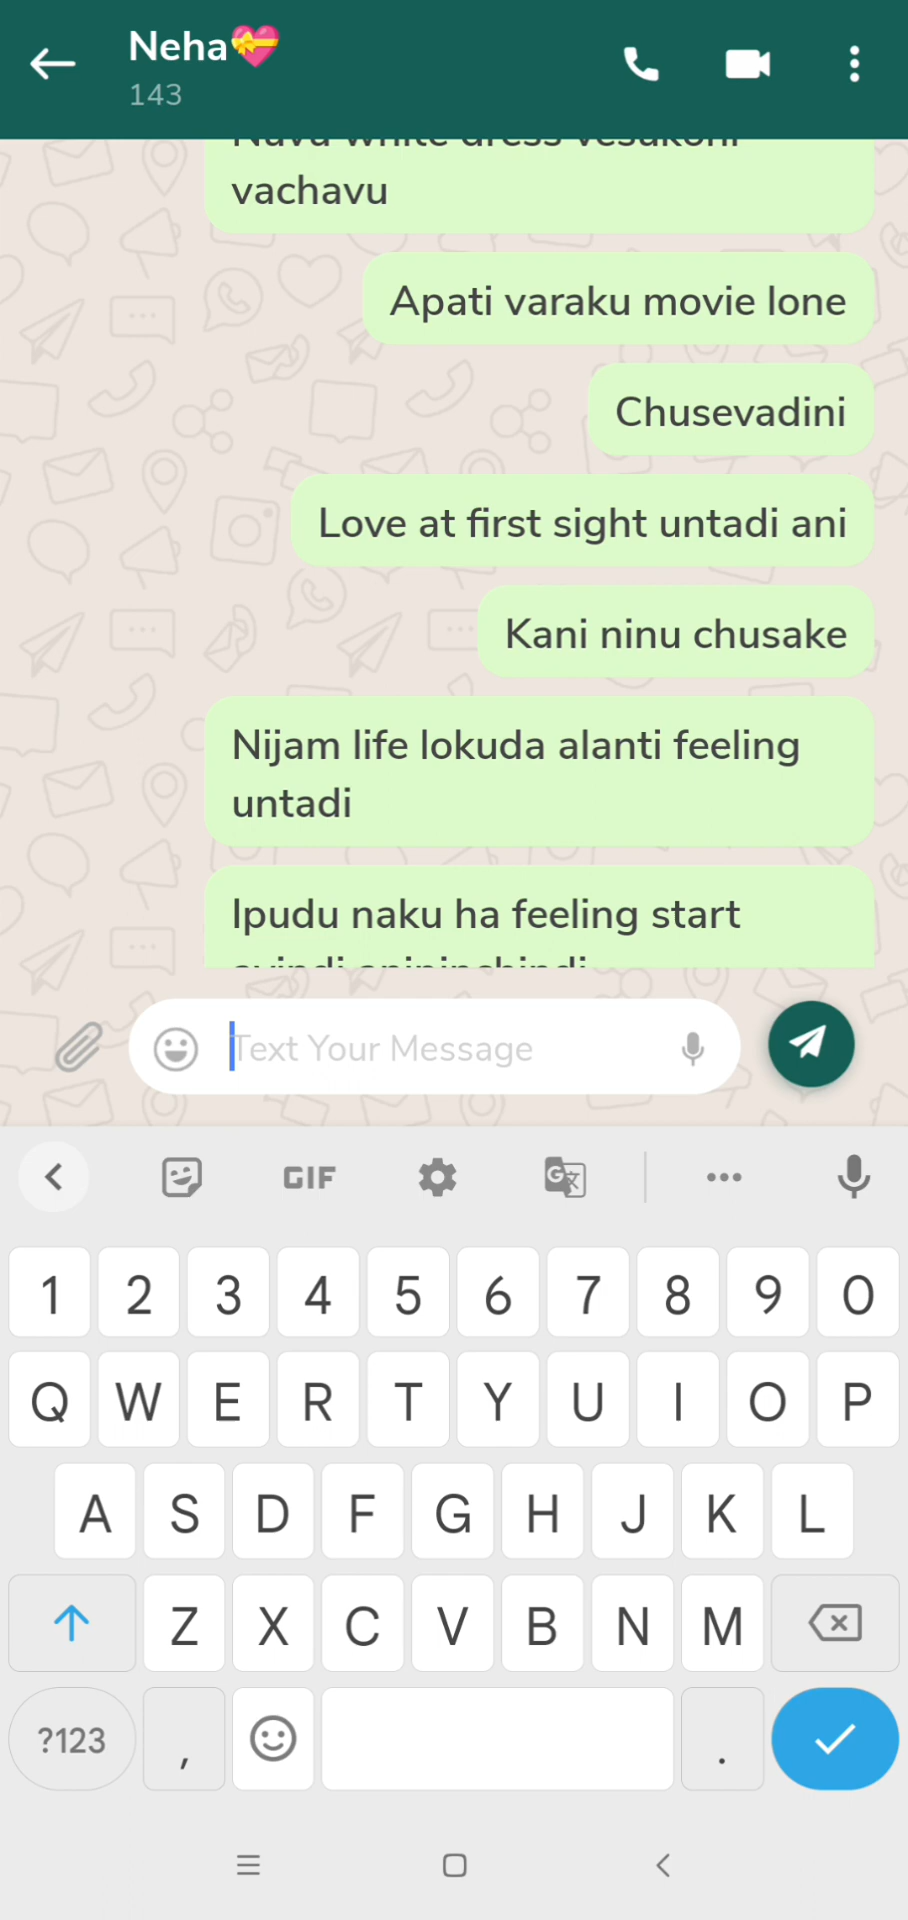 Neha💝
143
white dress
vachavu
Apati varaku movie lone
Chusevadini
Love at first sight untadi ani
Kani ninu chusake
Nijam life lokuda alanti feeling
untadi
Ipudu naku ha feeling start
Text Your Message
GIF
G
1 2 3 4 5 6 7 8 9 0
Q W E R T Y U I O P
A S D F G H J K L
Z X C V B N M
?123 , .